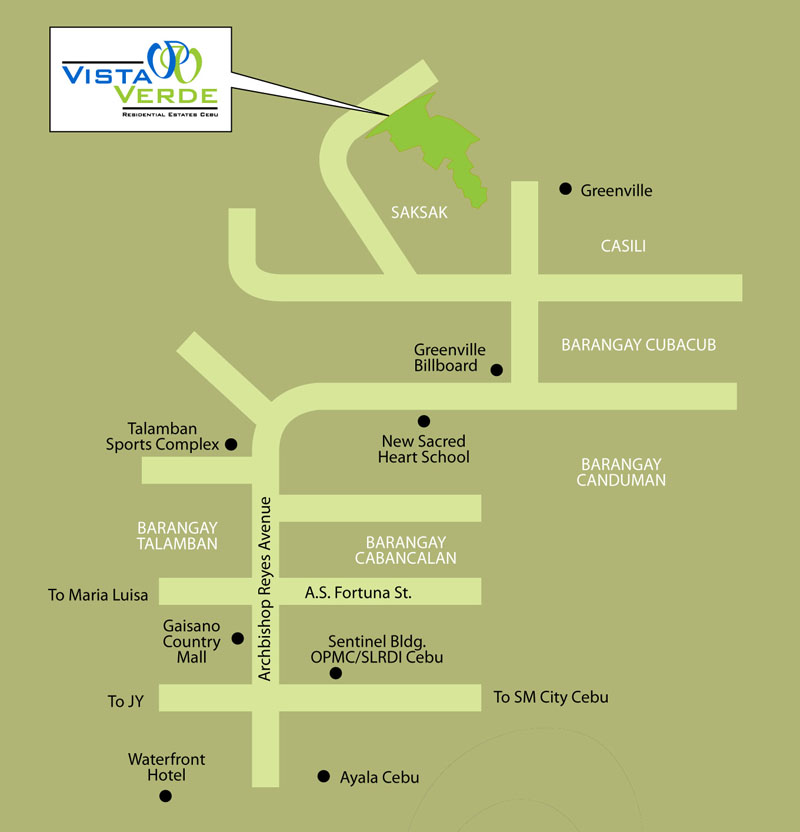 VISTA
VERDE
RESIDENTIAL ESTATES CEBU
Greenville
SAKSAK
CASILI
Greenville
Billboard
BARANGAY CUBACUB
Talamban
Sports Complex
New Sacred
Heart School
BARANGAY
CANDUMAN
BARANGAY
TALAMBAN
Archbishop Reyes Avenue
BARANGAY
CABANCALAN
To Maria Luisa
A.S. Fortuna St.
Gaisano
Country
Mall
Sentinel Bldg.
OPMC/SLRDI Cebu
To JY
To SM City Cebu
Waterfront
Hotel
Ayala Cebu